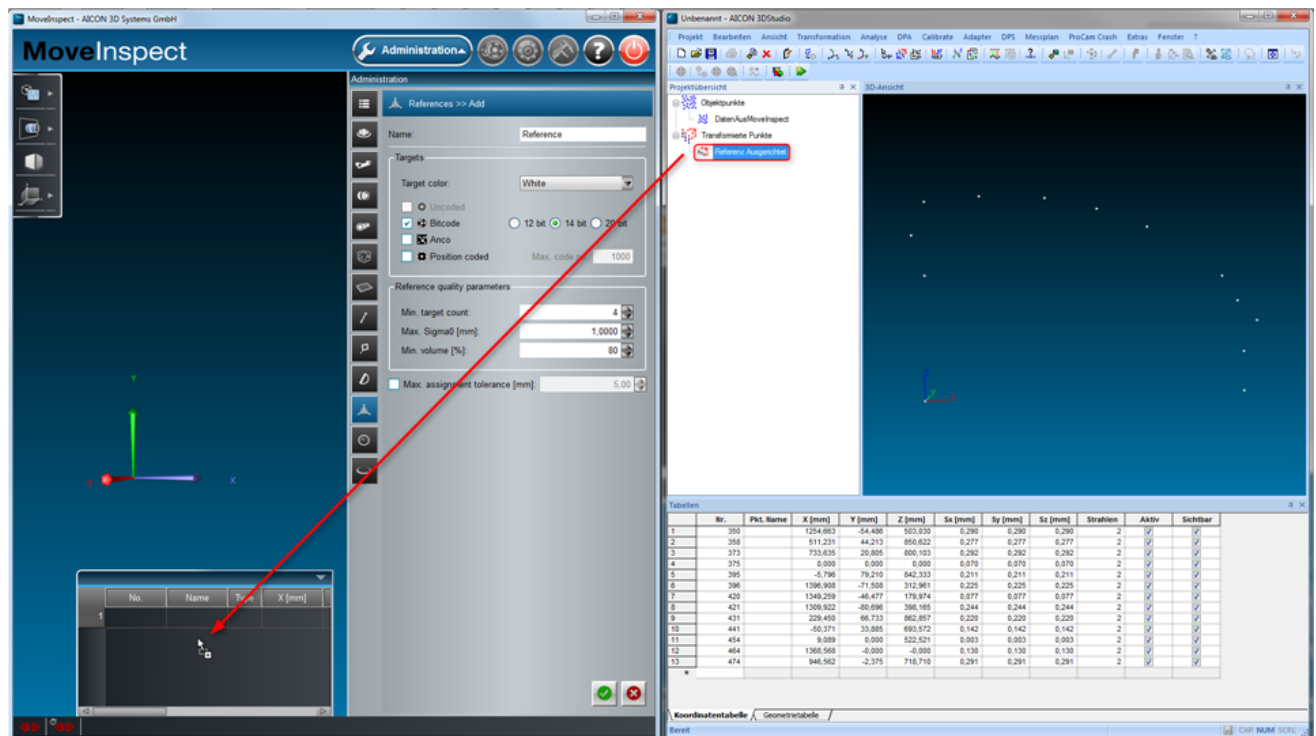 MoveInspect - AICON 3D Systems GmbH
MoveInspect
Administration
Administration
References >> Add
Name: Reference
Targets
Target color: White
Uncoded
Bitcode 12 bit 14 bit 20 bit
Anco
Position coded Max. code 1000
Reference quality parameters
Min. target count: 4
Max. Sigma0 [mm]: 1,0000
Min. volume [%]: 80
Max. assignment tolerance [mm]: 5,00
Y
Z
X
No. Name Type X [mm]
1
Unbenannt - AICON 3DStudio
Projekt Bearbeiten Ansicht Transformation Analyse DPA Calibrate Adapter DPS Messplan ProCam Crash Extras Fenster ?
Projektübersicht
3D-Ansicht
Objektpunkte
DatenAusMoveInspect
Transformierte Punkte
Referenz Ausgerichtet
Z
Y
X
Tabellen
Nr. Pkt. Name X [mm] Y [mm] Z [mm] Sx [mm] Sy [mm] Sz [mm] Strahlen Aktiv Sichtbar
1 350 1254,663 -54,486 503,030 0,290 0,290 0,290 2
2 358 511,231 44,213 850,622 0,277 0,277 0,277 2
3 373 733,635 20,805 800,103 0,292 0,292 0,292 2
4 375 0,000 0,000 0,000 0,070 0,070 0,070 2
5 395 -5,796 79,210 842,333 0,211 0,211 0,211 2
6 396 1396,908 -71,508 312,961 0,225 0,225 0,225 2
7 420 1349,259 -46,477 179,974 0,077 0,077 0,077 2
8 421 1309,922 -80,696 398,165 0,244 0,244 0,244 2
9 431 229,450 66,733 862,857 0,220 0,220 0,220 2
10 441 -50,371 33,885 693,572 0,142 0,142 0,142 2
11 454 9,089 0,000 522,521 0,003 0,003 0,003 2
12 464 1368,568 -0,000 -0,000 0,130 0,130 0,130 2
13 474 946,562 -2,375 718,710 0,291 0,291 0,291 2
*
Koordinatentabelle Geometrietabelle
Bereit
CAP NUM SCRL